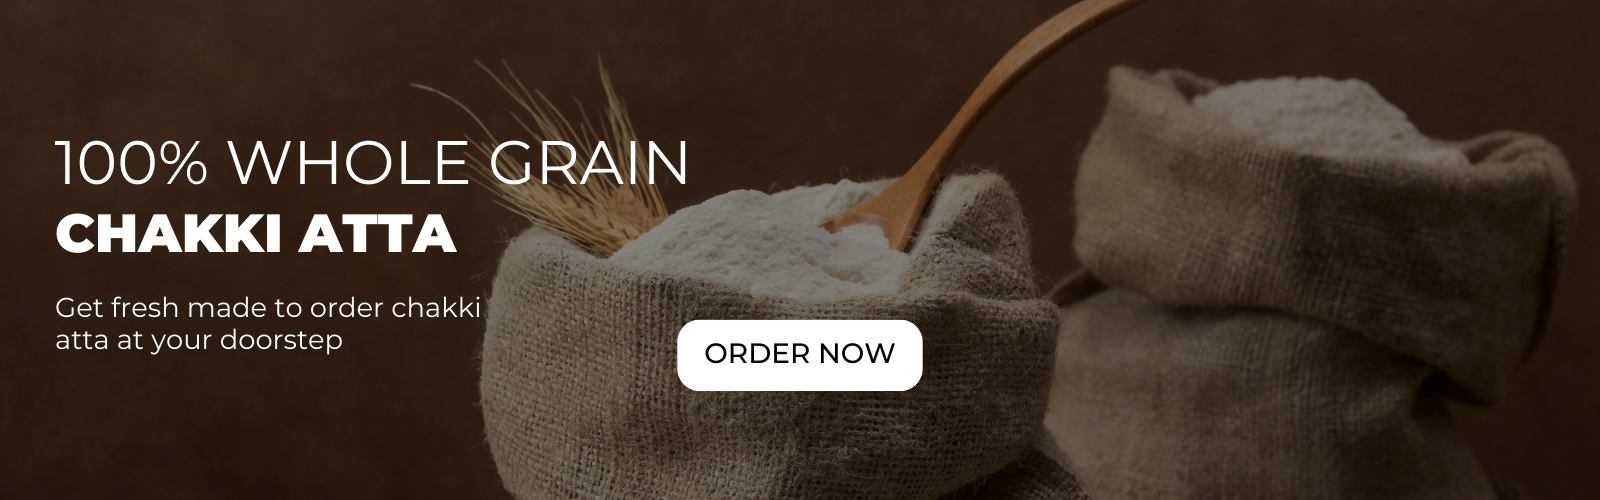 100% WHOLE GRAIN
CHAKKI ATTA
Get fresh made to order chakki
atta at your doorstep
ORDER NOW